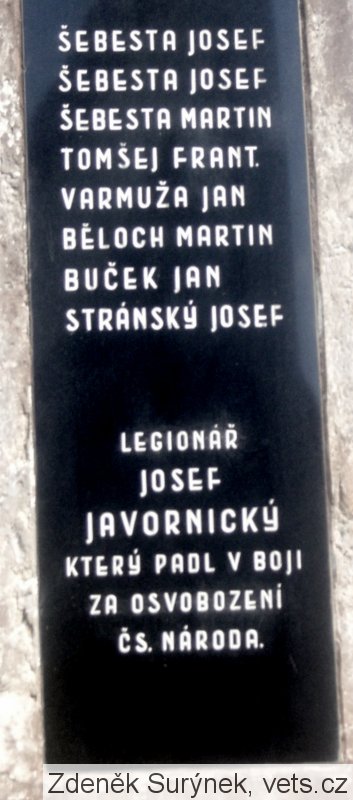 ŠEBESTA JOSEF
ŠEBESTA JOSEF
ŠEBESTA MARTIN
TOMŠEJ FRANT.
VARMUŽA JAN
BĚLOCH MARTIN
BUČEK JAN
STRÁNSKÝ JOSEF
LEGIONÁŘ
JOSEF
JAVORNICKÝ
KTERÝ PADL V BOJI
ZA OSVOBOZENÍ
ČS. NÁRODA.
Zdeněk Surýnek, vets.cz